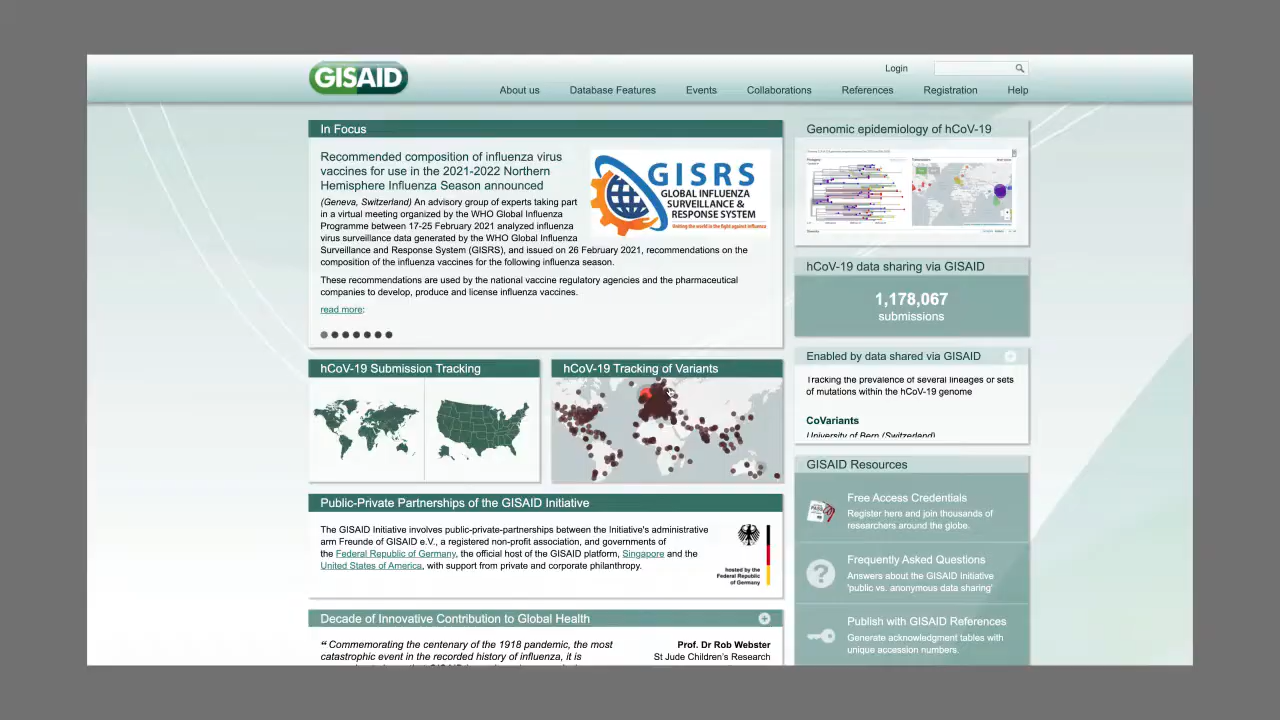 GISAID
Login
About us
Database Features
Events
Collaborations
References
Registration
Help
In Focus
Recommended composition of influenza virus
vaccines for use in the 2021-2022 Northern
Hemisphere Influenza Season announced
(Geneva, Switzerland) An advisory group of experts taking part
in a virtual meeting organized by the WHO Global Influenza
Programme between 17-25 February 2021 analyzed influenza
virus surveillance data generated by the WHO Global Influenza
Surveillance and Response System (GISRS), and issued on 26 February 2021, recommendations on the
composition of the influenza vaccines for the following influenza season.
These recommendations are used by the national vaccine regulatory agencies and the pharmaceutical
companies to develop, produce and license influenza vaccines.
read more:
GISRS
GLOBAL INFLUENZA
SURVEILLANCE &
RESPONSE SYSTEM
Uniting the world in the fight against influenza
hCoV-19 Submission Tracking
hCoV-19 Tracking of Variants
Public-Private Partnerships of the GISAID Initiative
The GISAID Initiative involves public-private-partnerships between the Initiative's administrative
arm Freunde of GISAID e.V., a registered non-profit association, and governments of
the Federal Republic of Germany, the official host of the GISAID platform, Singapore and the
United States of America, with support from private and corporate philanthropy.
hosted by the
Federal Republic
of Germany
Decade of Innovative Contribution to Global Health
“ Commemorating the centenary of the 1918 pandemic, the most
catastrophic event in the recorded history of influenza, it is
Prof. Dr Rob Webster
St Jude Children's Research
Genomic epidemiology of hCoV-19
hCoV-19 data sharing via GISAID
1,178,067
submissions
Enabled by data shared via GISAID
Tracking the prevalence of several lineages or sets
of mutations within the hCoV-19 genome
CoVariants
University of Bern (Switzerland)
GISAID Resources
Free Access Credentials
Register here and join thousands of
researchers around the globe.
Frequently Asked Questions
Answers about the GISAID Initiative
'public vs. anonymous data sharing'
Publish with GISAID References
Generate acknowledgment tables with
unique accession numbers.